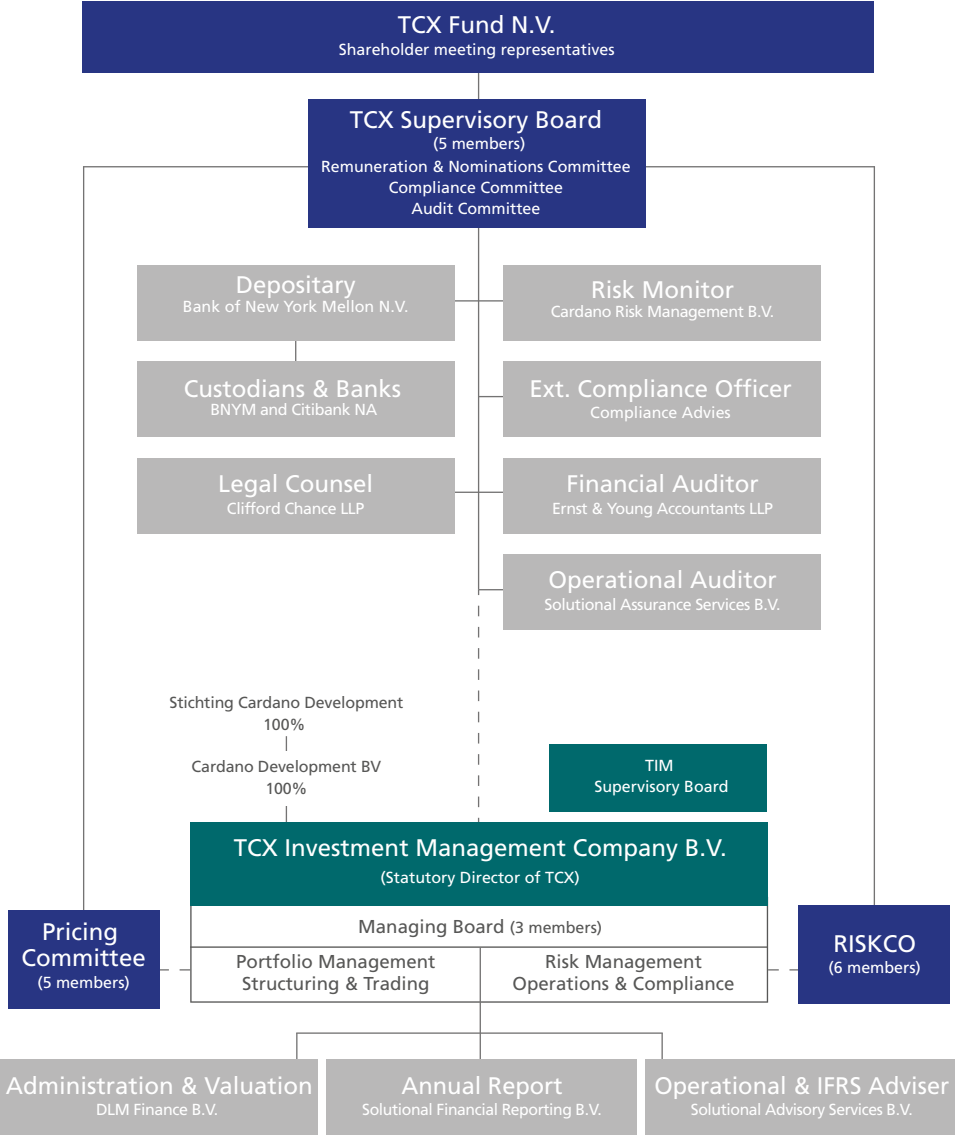 TCX Fund N.V.
Shareholder meeting representatives
TCX Supervisory Board
(5 members)
Remuneration & Nominations Committee
Compliance Committee
Audit Committee
Depositary
Bank of New York Mellon N.V.
Risk Monitor
Cardano Risk Management B.V.
Custodians & Banks
BNYM and Citibank NA
Ext. Compliance Officer
Compliance Advies
Legal Counsel
Clifford Chance LLP
Financial Auditor
Ernst & Young Accountants LLP
Operational Auditor
Solutional Assurance Services B.V.
Stichting Cardano Development
100%
Cardano Development BV
100%
TIM
Supervisory Board
TCX Investment Management Company B.V.
(Statutory Director of TCX)
Managing Board (3 members)
Portfolio Management
Structuring & Trading
Risk Management
Operations & Compliance
Pricing
Committee
(5 members)
RISKCO
(6 members)
Administration & Valuation
DLM Finance B.V.
Annual Report
Solutional Financial Reporting B.V.
Operational & IFRS Adviser
Solutional Advisory Services B.V.